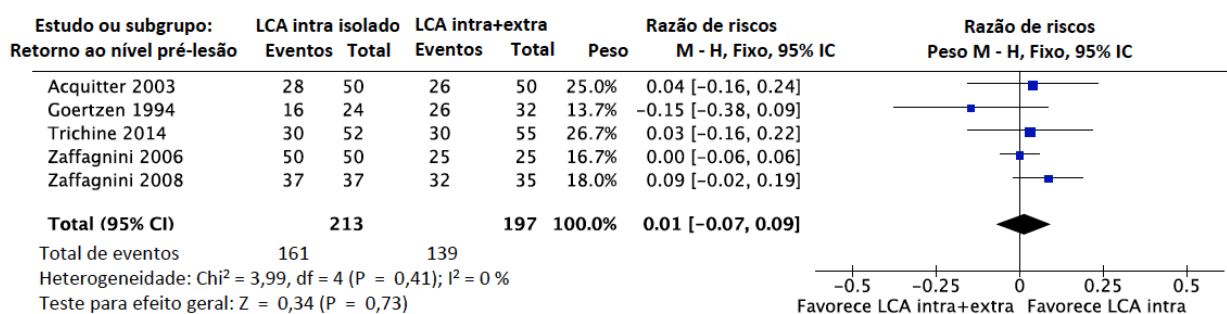 Estudo ou subgrupo: LCA intra isolado LCA intra+extra Razão de riscos Razão de riscos
Retorno ao nível pré-lesão Eventos Total Eventos Total Peso M - H, Fixo, 95% IC Peso M - H, Fixo, 95% IC
Acquitter 2003 28 50 26 50 25.0% 0.04 [-0.16, 0.24]
Goertzen 1994 16 24 26 32 13.7% -0.15 [-0.38, 0.09]
Trichine 2014 30 52 30 55 26.7% 0.03 [-0.16, 0.22]
Zaffagnini 2006 50 50 25 25 16.7% 0.00 [-0.06, 0.06]
Zaffagnini 2008 37 37 32 35 18.0% 0.09 [-0.02, 0.19]
Total (95% CI) 213 197 100.0% 0.01 [-0.07, 0.09]
Total de eventos 161 139
Heterogeneidade: Chi² = 3,99, df = 4 (P = 0,41); I² = 0 %
Teste para efeito geral: Z = 0,34 (P = 0,73)
-0.5 -0.25 0 0.25 0.5
Favorece LCA intra+extra Favorece LCA intra